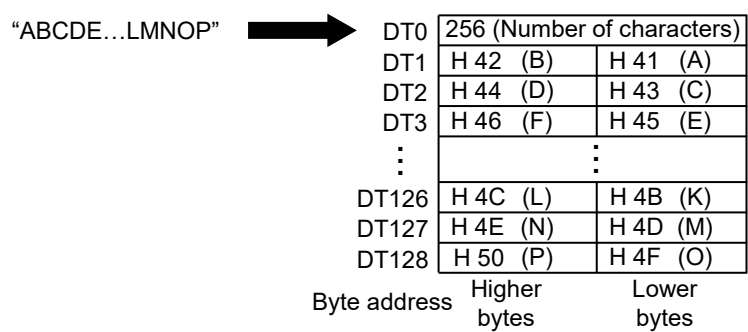 “ABCDE…LMNOP” DT0 256 (Number of characters)
DT1 H 42 (B) H 41 (A)
DT2 H 44 (D) H 43 (C)
DT3 H 46 (F) H 45 (E)
⋮ ⋮
DT126 H 4C (L) H 4B (K)
DT127 H 4E (N) H 4D (M)
DT128 H 50 (P) H 4F (O)
Byte address Higher bytes Lower bytes